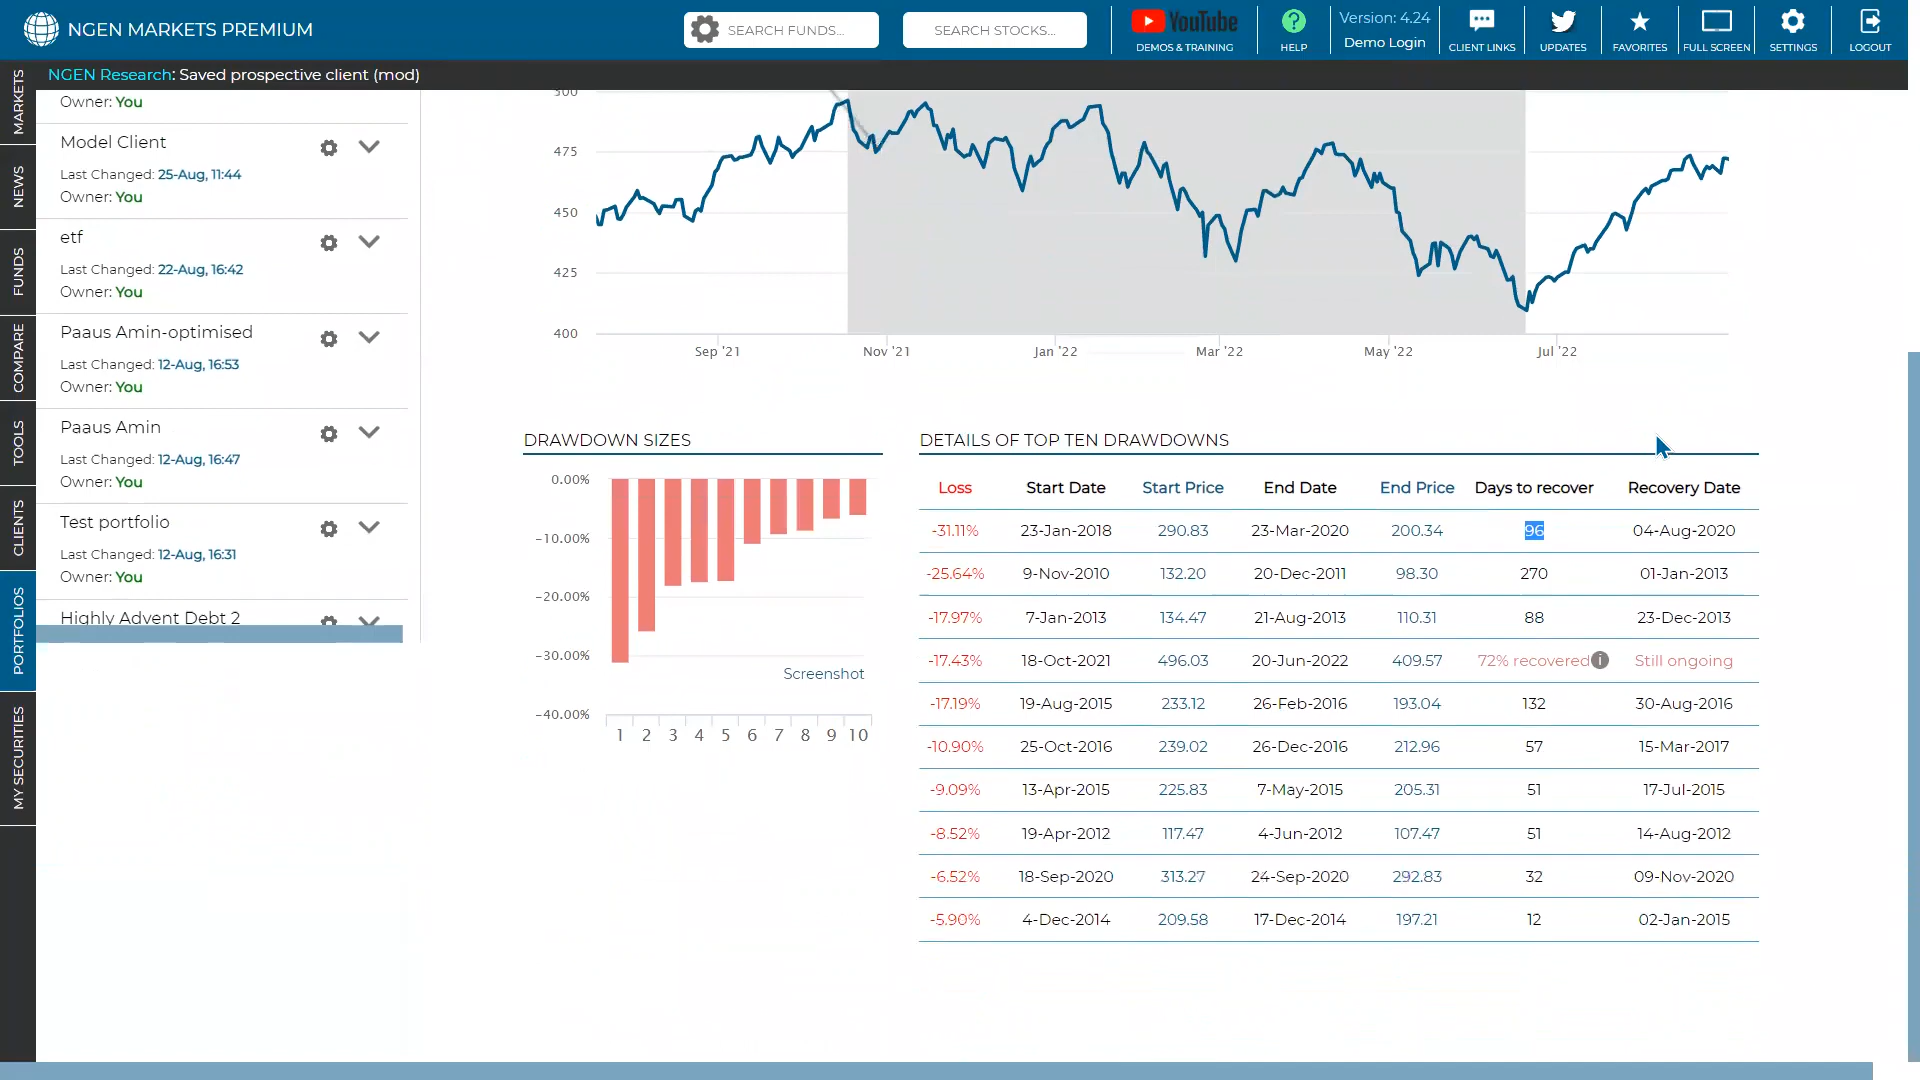 NGEN MARKETS PREMIUM
SEARCH FUNDS...
SEARCH STOCKS...
YouTube
DEMOS & TRAINING
HELP
Version: 4.24
Demo Login
CLIENT LINKS
UPDATES
FAVORITES
FULL SCREEN
SETTINGS
LOGOUT
NGEN Research: Saved prospective client (mod)
MARKETS
NEWS
FUNDS
COMPARE
TOOLS
CLIENTS
PORTFOLIOS
MY SECURITIES
Owner: You
Model Client
Last Changed: 25-Aug, 11:44
Owner: You
etf
Last Changed: 22-Aug, 16:42
Owner: You
Paaus Amin-optimised
Last Changed: 12-Aug, 16:53
Owner: You
Paaus Amin
Last Changed: 12-Aug, 16:47
Owner: You
Test portfolio
Last Changed: 12-Aug, 16:31
Owner: You
Highly Advent Debt 2
500
475
450
425
400
Sep '21 Nov '21 Jan '22 Mar '22 May '22 Jul '22
DRAWDOWN SIZES
0.00%
-10.00%
-20.00%
-30.00%
-40.00%
Screenshot
1 2 3 4 5 6 7 8 9 10
DETAILS OF TOP TEN DRAWDOWNS
Loss Start Date Start Price End Date End Price Days to recover Recovery Date
-31.11% 23-Jan-2018 290.83 23-Mar-2020 200.34 96 04-Aug-2020
-25.64% 9-Nov-2010 132.20 20-Dec-2011 98.30 270 01-Jan-2013
-17.97% 7-Jan-2013 134.47 21-Aug-2013 110.31 88 23-Dec-2013
-17.43% 18-Oct-2021 496.03 20-Jun-2022 409.57 72% recovered i Still ongoing
-17.19% 19-Aug-2015 233.12 26-Feb-2016 193.04 132 30-Aug-2016
-10.90% 25-Oct-2016 239.02 26-Dec-2016 212.96 57 15-Mar-2017
-9.09% 13-Apr-2015 225.83 7-May-2015 205.31 51 17-Jul-2015
-8.52% 19-Apr-2012 117.47 4-Jun-2012 107.47 51 14-Aug-2012
-6.52% 18-Sep-2020 313.27 24-Sep-2020 292.83 32 09-Nov-2020
-5.90% 4-Dec-2014 209.58 17-Dec-2014 197.21 12 02-Jan-2015